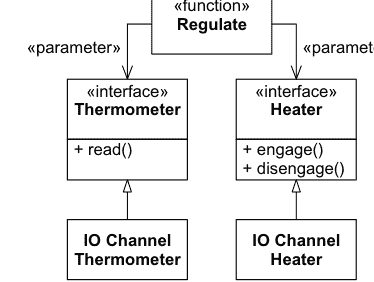 «function»
Regulate
«parameter»
«paramet
«interface»
Thermometer
«interface»
Heater
+ read()
+ engage()
+ disengage()
IO Channel
Thermometer
IO Channel
Heater